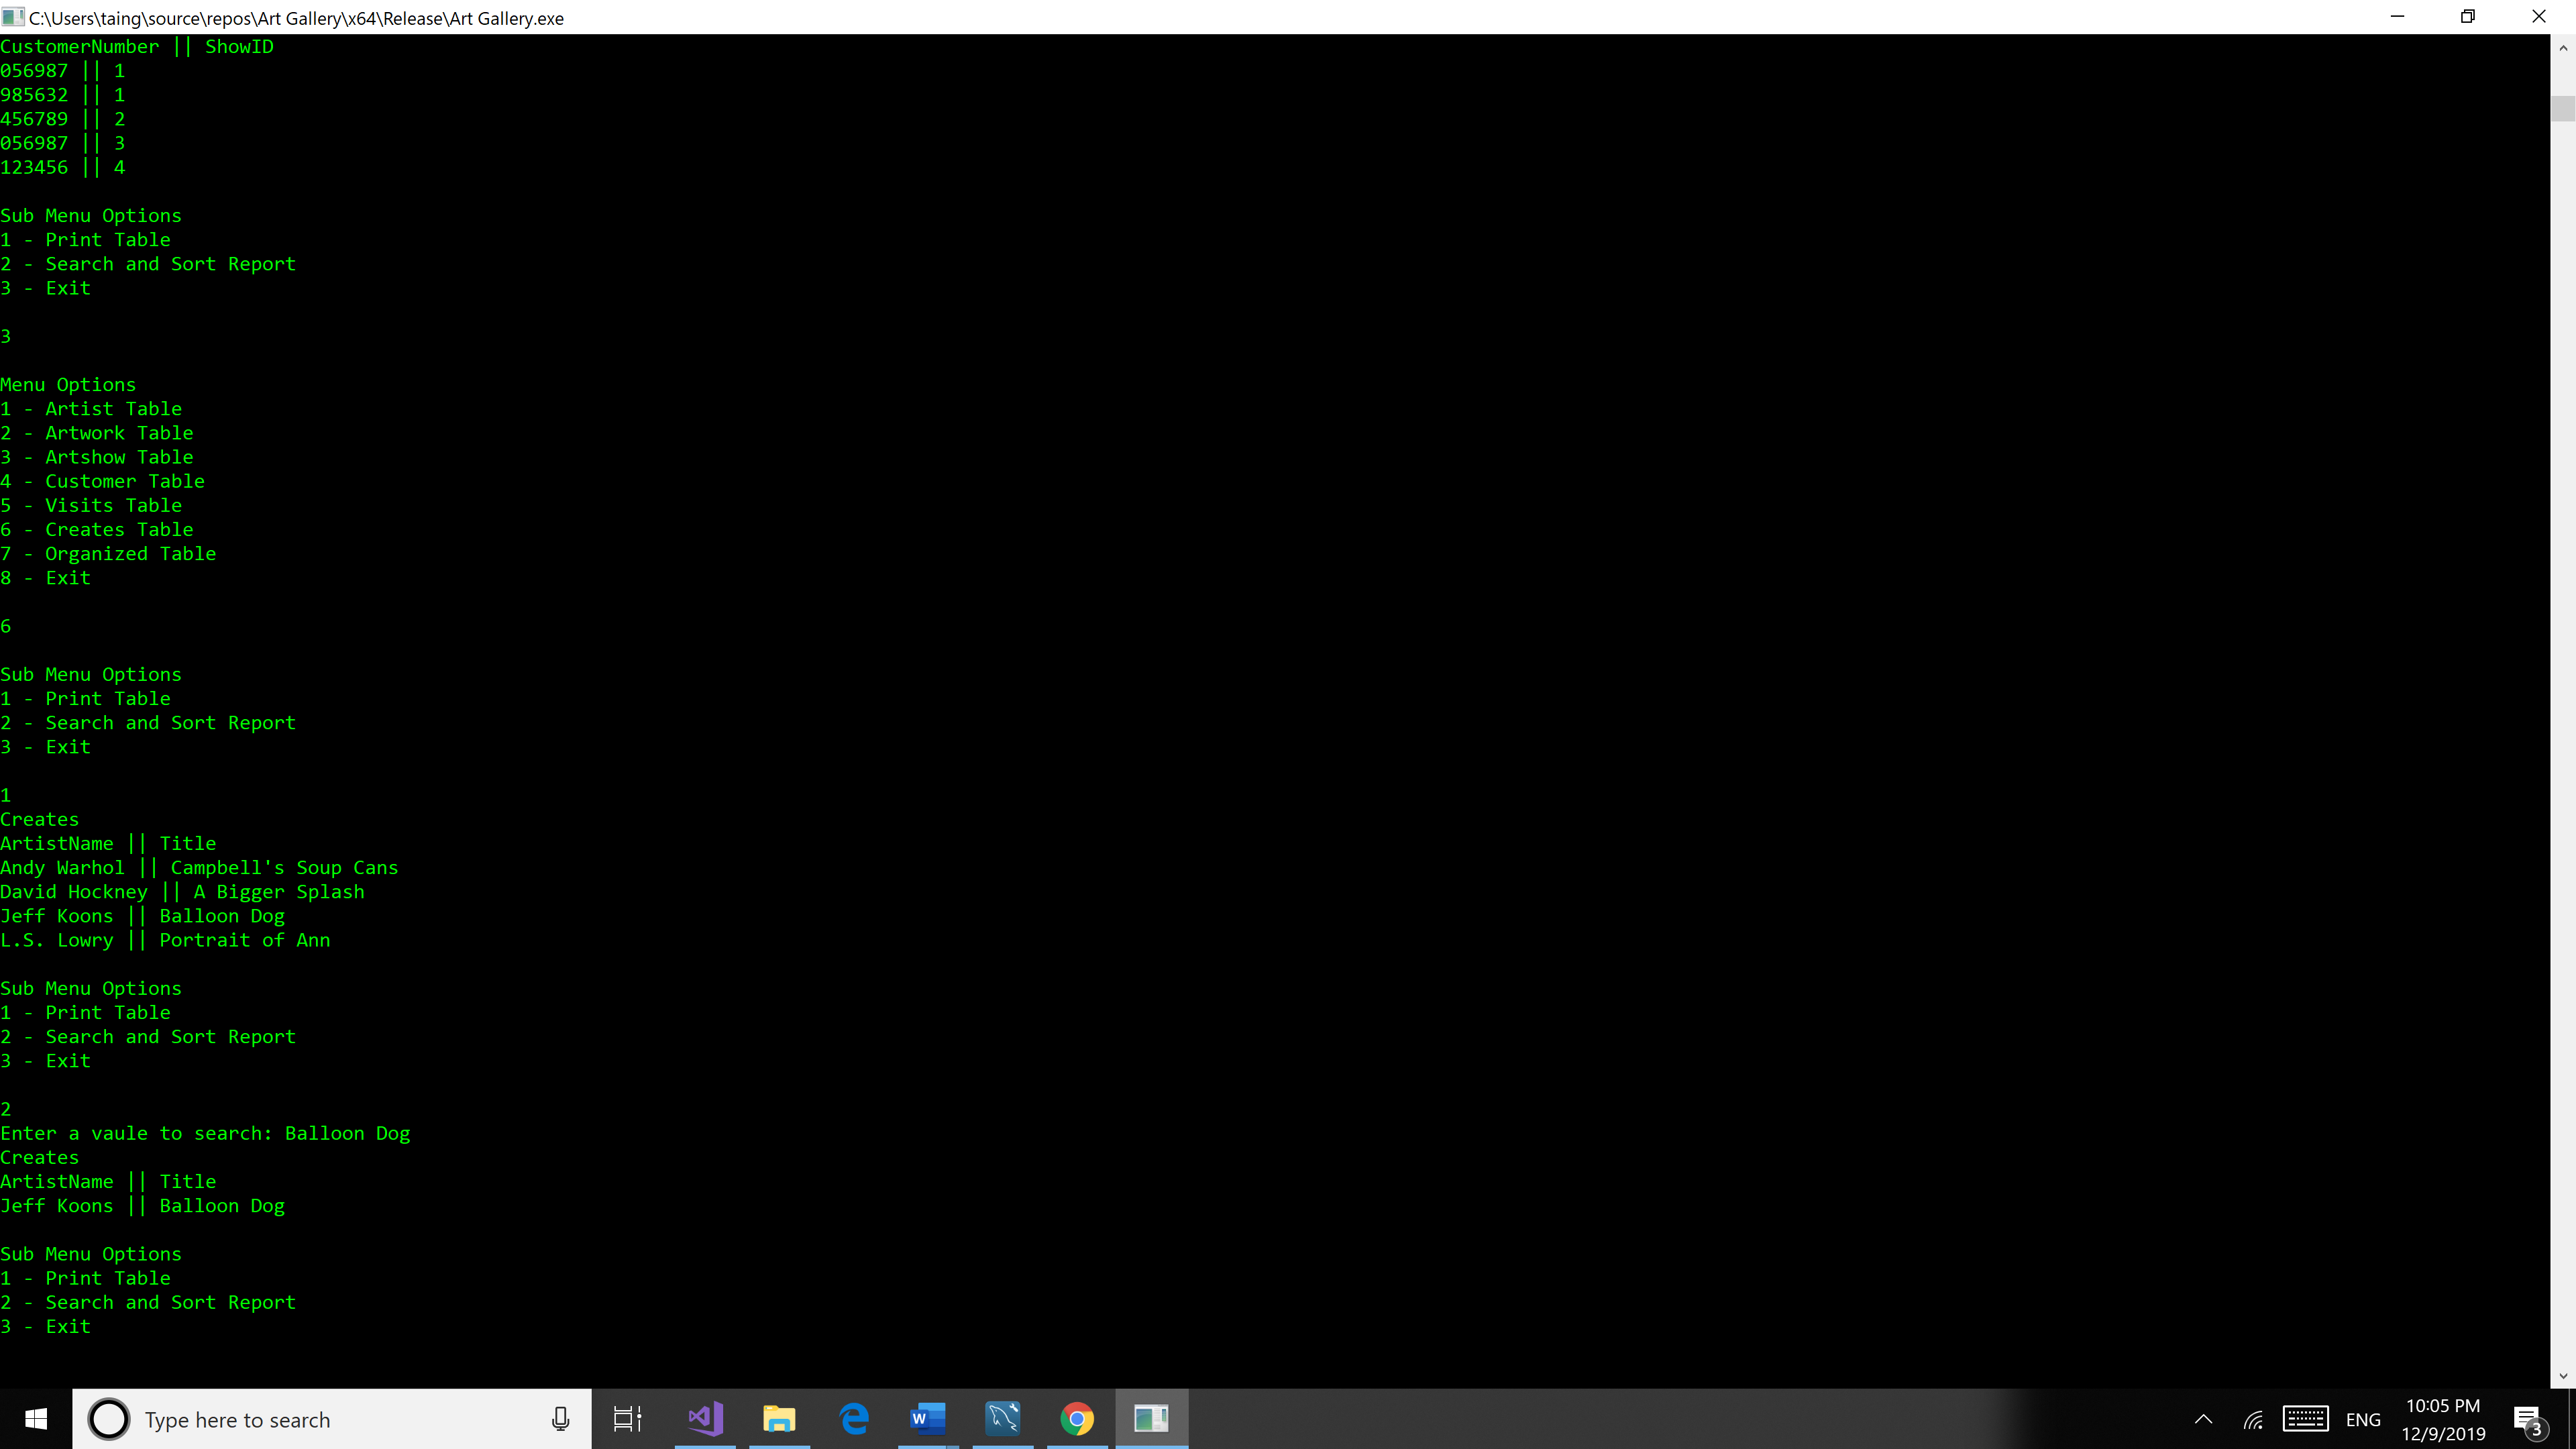 C:\Users\taing\source\repos\Art Gallery\x64\Release\Art Gallery.exe
CustomerNumber || ShowID
056987 || 1
985632 || 1
456789 || 2
056987 || 3
123456 || 4
Sub Menu Options
1 - Print Table
2 - Search and Sort Report
3 - Exit
3
Menu Options
1 - Artist Table
2 - Artwork Table
3 - Artshow Table
4 - Customer Table
5 - Visits Table
6 - Creates Table
7 - Organized Table
8 - Exit
6
Sub Menu Options
1 - Print Table
2 - Search and Sort Report
3 - Exit
1
Creates
ArtistName || Title
Andy Warhol || Campbell's Soup Cans
David Hockney || A Bigger Splash
Jeff Koons || Balloon Dog
L.S. Lowry || Portrait of Ann
Sub Menu Options
1 - Print Table
2 - Search and Sort Report
3 - Exit
2
Enter a vaule to search: Balloon Dog
Creates
ArtistName || Title
Jeff Koons || Balloon Dog
Sub Menu Options
1 - Print Table
2 - Search and Sort Report
3 - Exit
Type here to search
W
ENG
10:05 PM
12/9/2019
3